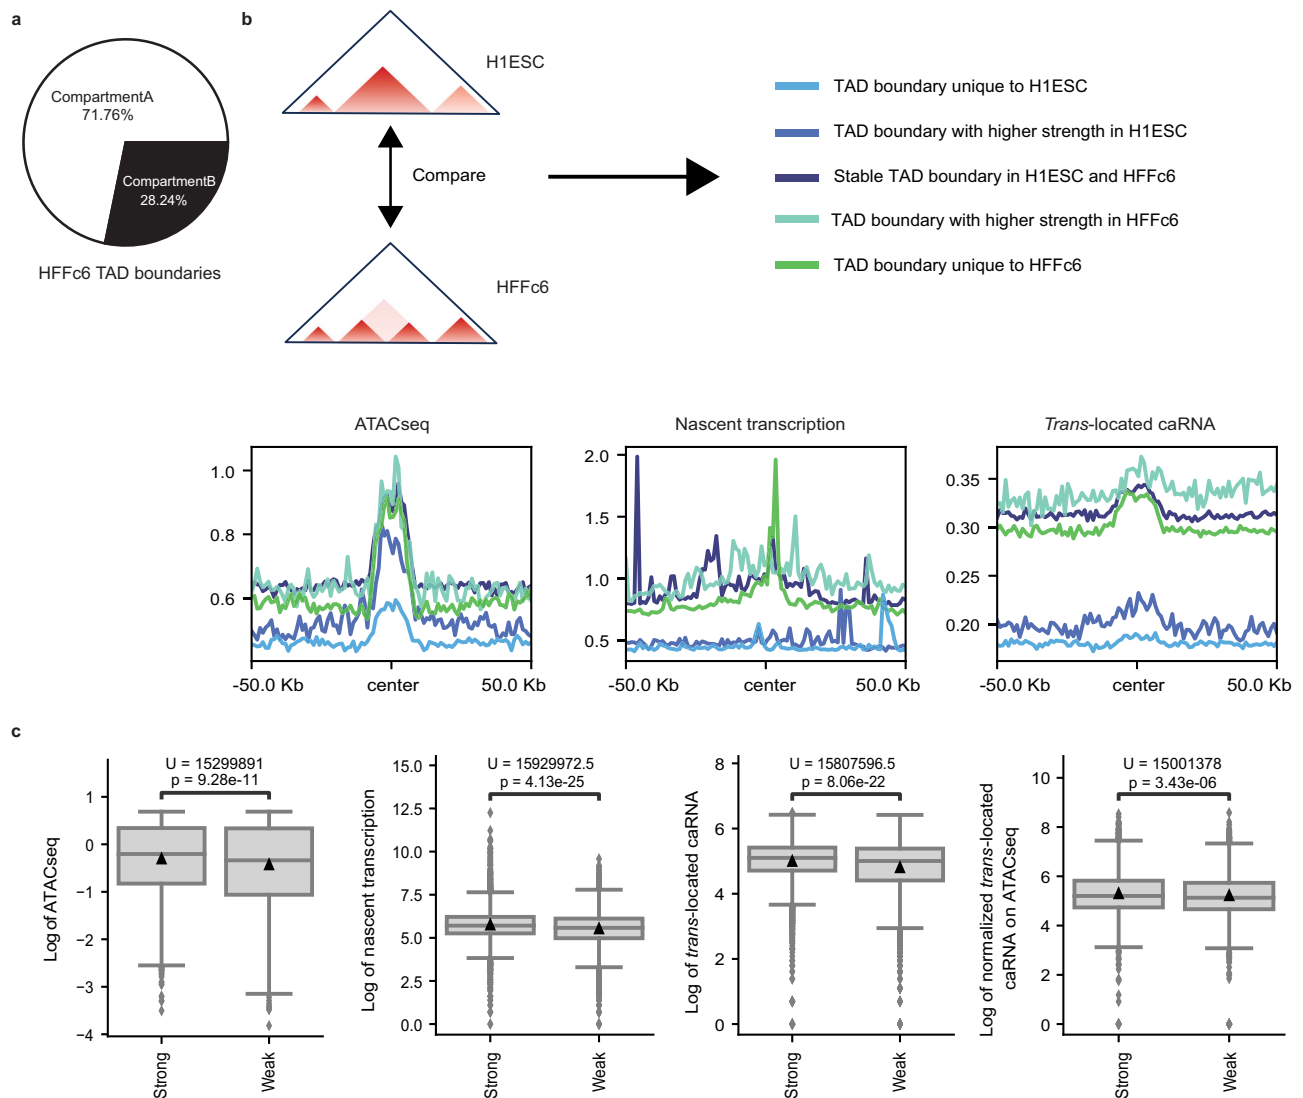 a
b
CompartmentA
71.76%
CompartmentB
28.24%
HFFc6 TAD boundaries
H1ESC
Compare
HFFc6
TAD boundary unique to H1ESC
TAD boundary with higher strength in H1ESC
Stable TAD boundary in H1ESC and HFFc6
TAD boundary with higher strength in HFFc6
TAD boundary unique to HFFc6
ATACseq
1.0
0.8
0.6
-50.0 Kb center 50.0 Kb
Nascent transcription
2.0
1.5
1.0
0.5
-50.0 Kb center 50.0 Kb
Trans-located caRNA
0.35
0.30
0.25
0.20
-50.0 Kb center 50.0 Kb
c
U = 15299891
p = 9.28e-11
Log of ATACseq
1
0
−1
−2
−3
−4
Strong
Weak
U = 15929972.5
p = 4.13e-25
Log of nascent transcription
15.0
12.5
10.0
7.5
5.0
2.5
0.0
Strong
Weak
U = 15807596.5
p = 8.06e-22
Log of trans-located caRNA
8
6
4
2
0
Strong
Weak
U = 15001378
p = 3.43e-06
Log of normalized trans-located
caRNA on ATACseq
10
8
6
4
2
0
Strong
Weak